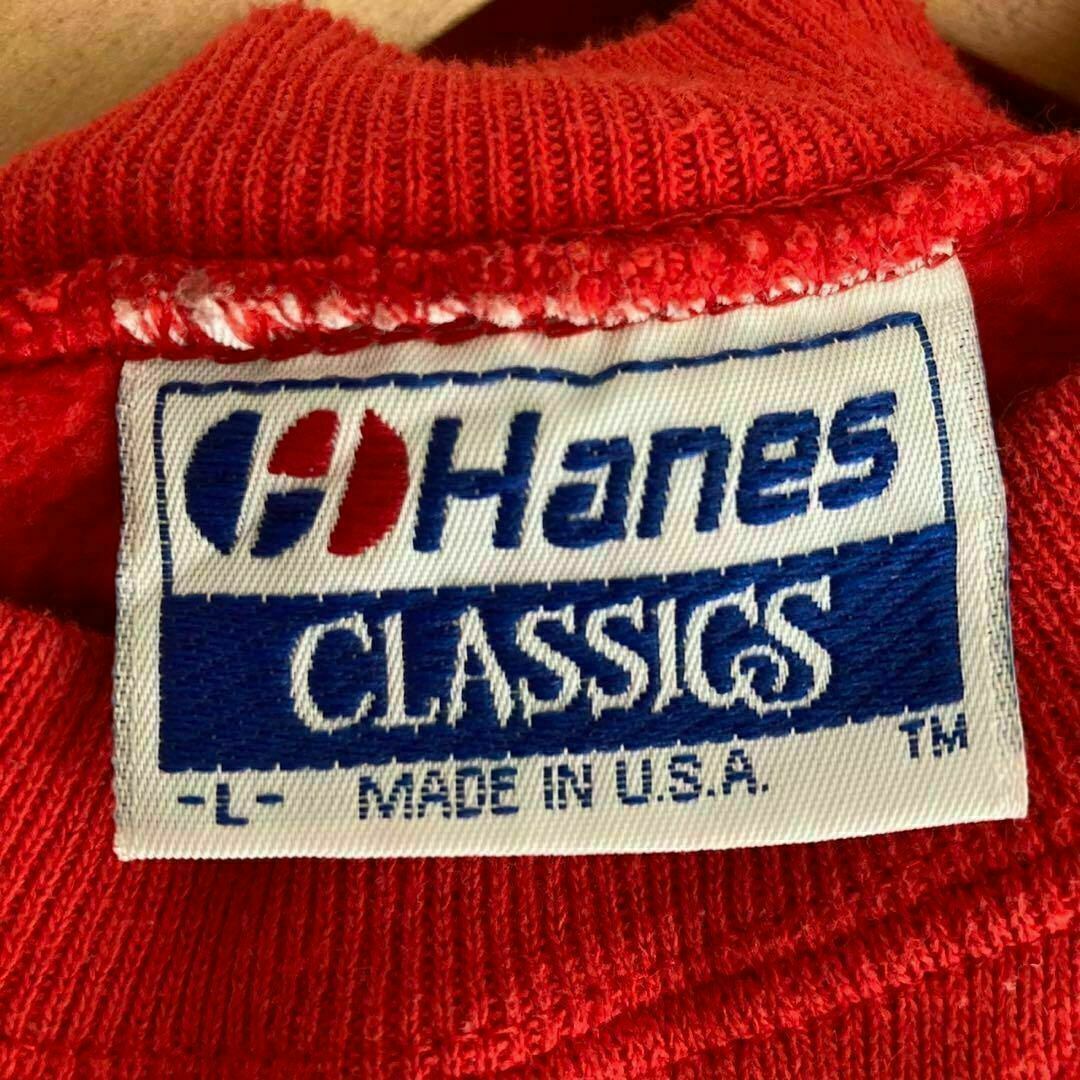 Hanes
CLASSICS
TM
-L- MADE IN U.S.A.